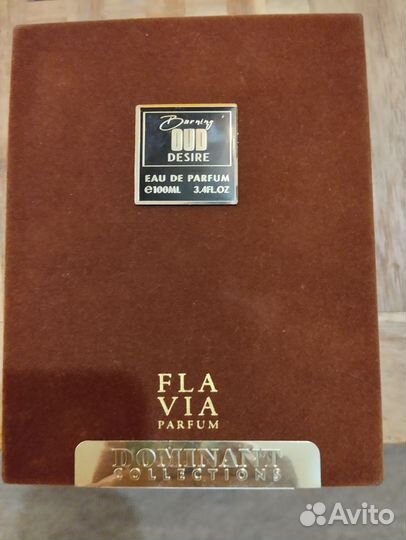 Burning'
OUD
DESIRE
EAU DE PARFUM
℮100ML 3.4FL.OZ
FLA
VIA
PARFUM
DOMINANT
COLLECTIONS
Avito